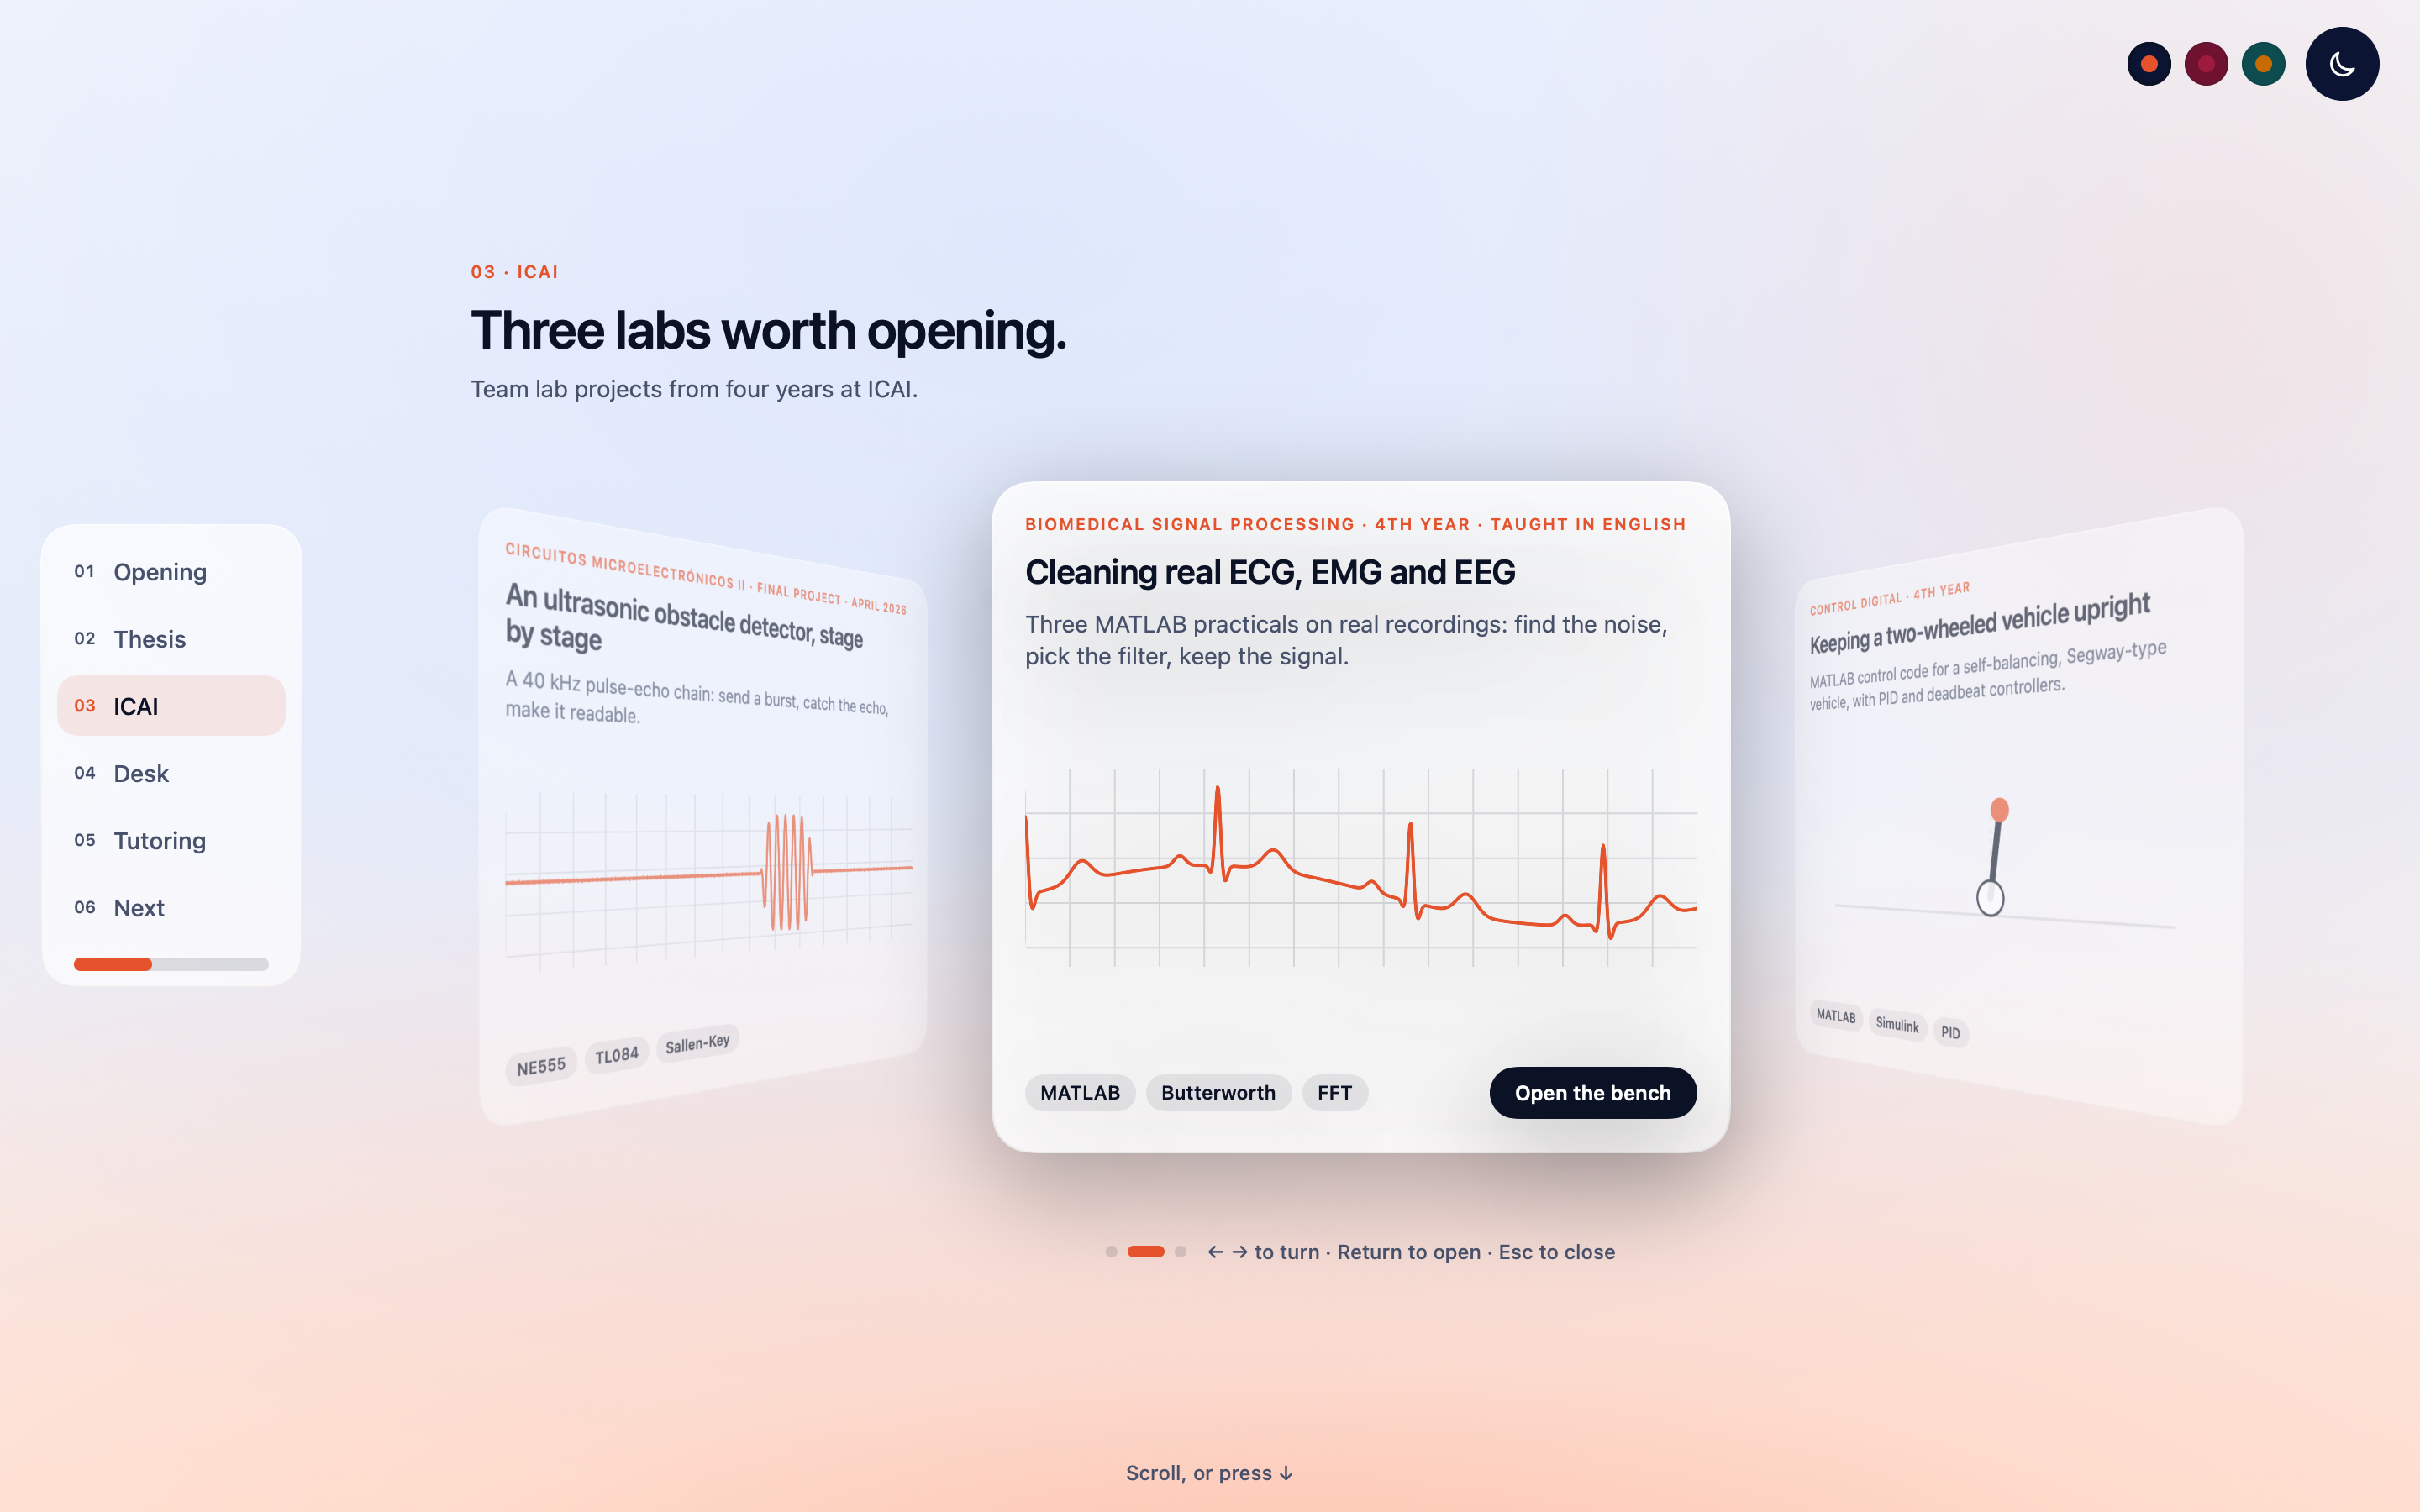 03 · ICAI
Three labs worth opening.
Team lab projects from four years at ICAI.
01 Opening
02 Thesis
03 ICAI
04 Desk
05 Tutoring
06 Next
CIRCUITOS MICROELECTRÓNICOS II · FINAL PROJECT · APRIL 2026
An ultrasonic obstacle detector, stage
by stage
A 40 kHz pulse-echo chain: send a burst, catch the echo,
make it readable.
NE555 TL084 Sallen-Key
BIOMEDICAL SIGNAL PROCESSING · 4TH YEAR · TAUGHT IN ENGLISH
Cleaning real ECG, EMG and EEG
Three MATLAB practicals on real recordings: find the noise,
pick the filter, keep the signal.
MATLAB Butterworth FFT Open the bench
CONTROL DIGITAL · 4TH YEAR
Keeping a two-wheeled vehicle upright
MATLAB control code for a self-balancing, Segway-type
vehicle, with PID and deadbeat controllers.
MATLAB Simulink PID
← → to turn · Return to open · Esc to close
Scroll, or press ↓